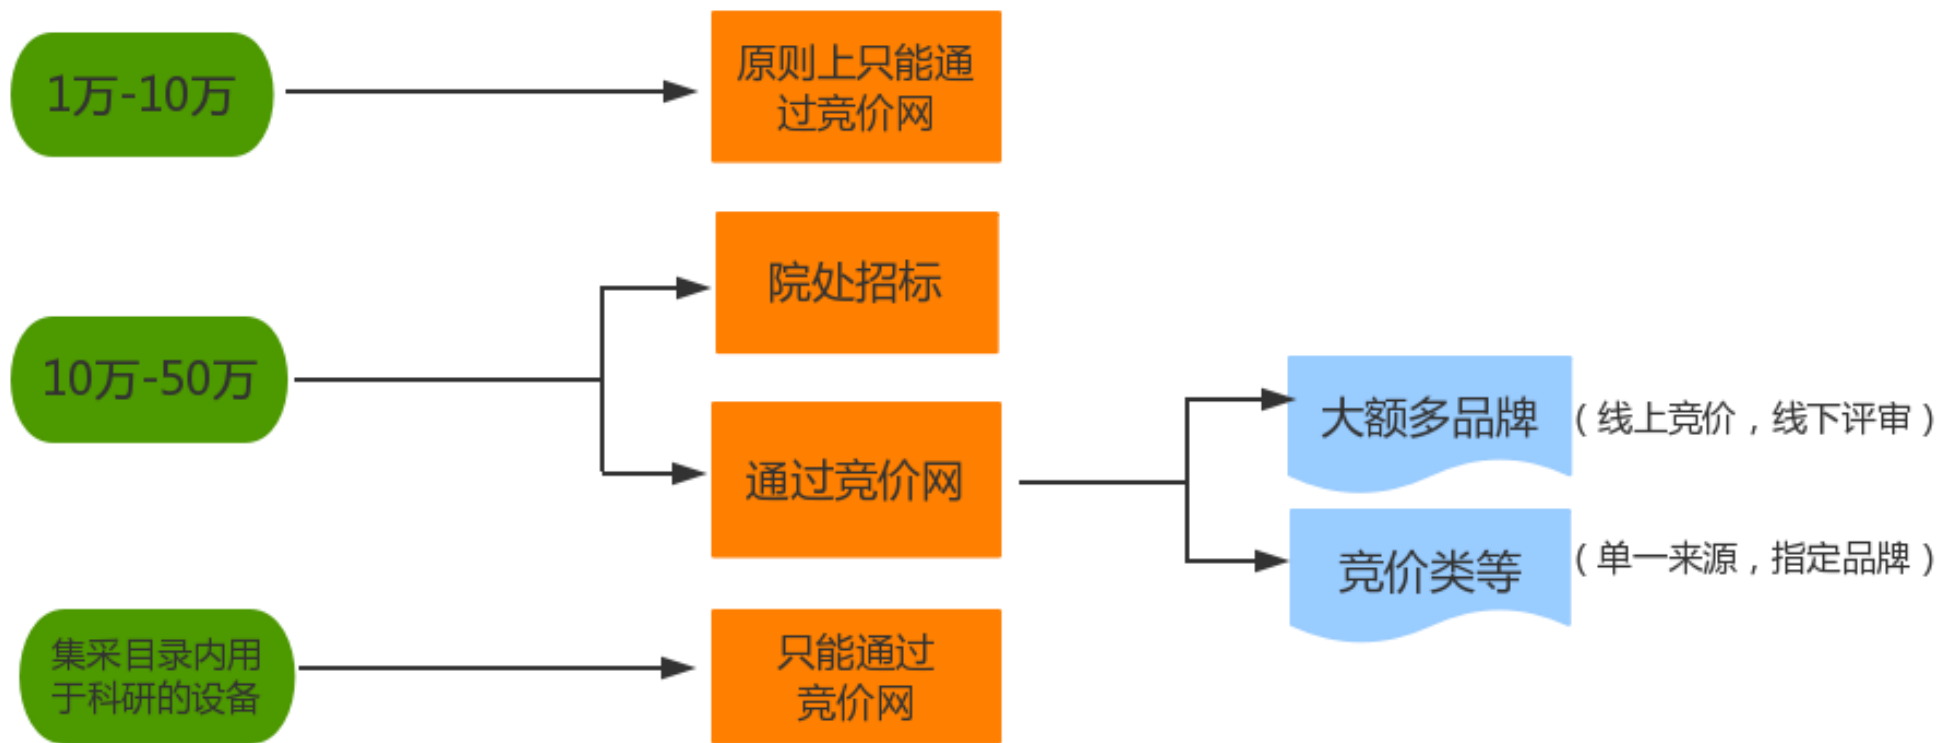 1万-10万
原则上只能通
过竞价网
院处招标
10万-50万
通过竞价网
大额多品牌
（线上竞价，线下评审）
竞价类等
（单一来源，指定品牌）
集采目录内用
于科研的设备
只能通过
竞价网